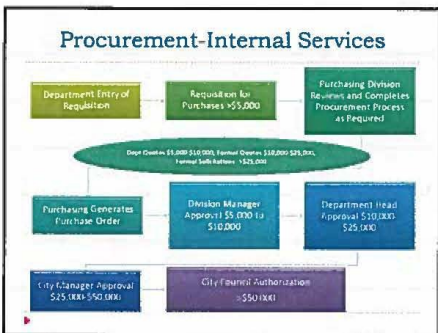 Procurement-Internal Services
Department Entry of
Requisition
Requisition for
Purchases >$5,000
Purchasing Division
Reviews and Completes
Procurement Process
as Required
Dept Quotes $5,000-$10,000, Formal Quotes $10,000-$25,000,
Formal Solicitations >$25,000
Purchasing Generates
Purchase Order
Division Manager
Approval $5,000 to
$10,000
Department Head
Approval $10,000-
$25,000
City Manager Approval
$25,000-$50,000
City Council Authorization
>$50,000